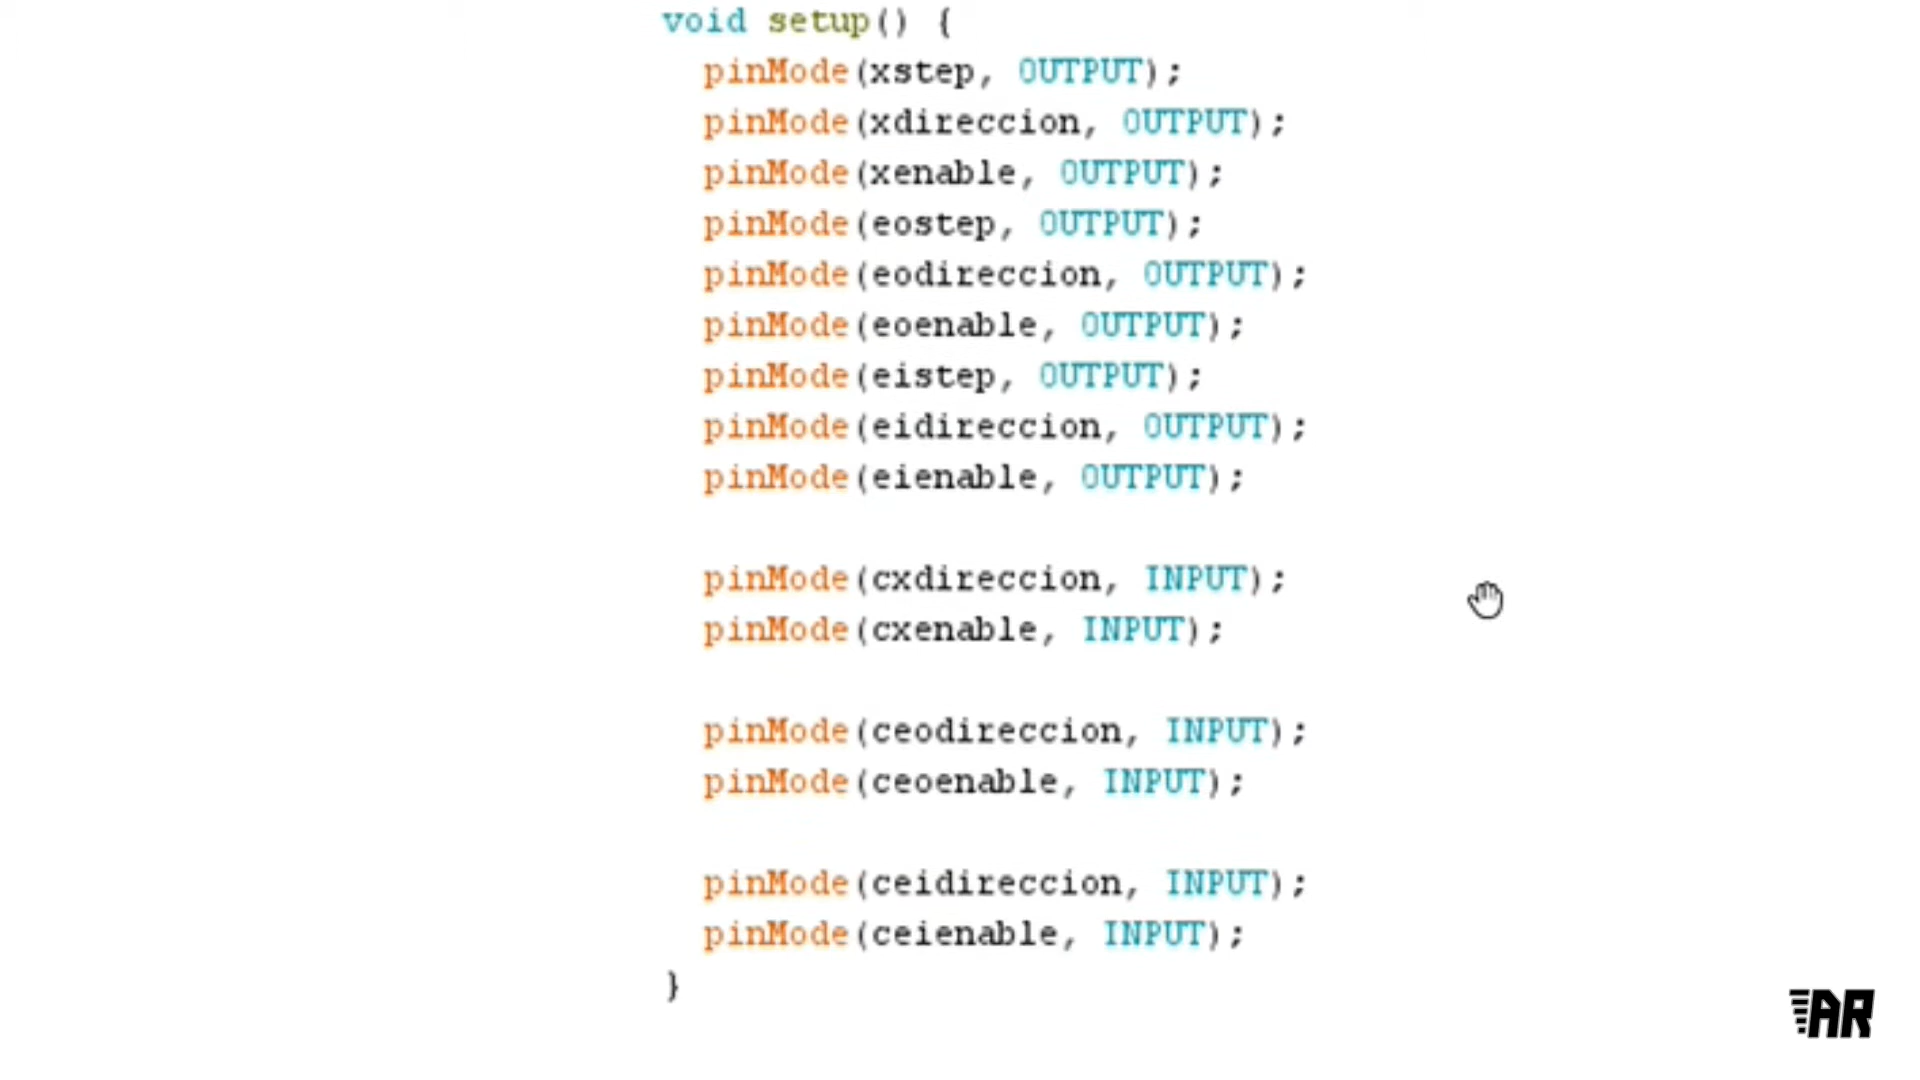 void setup() {
pinMode(xstep, OUTPUT);
pinMode(xdireccion, OUTPUT);
pinMode(xenable, OUTPUT);
pinMode(eostep, OUTPUT);
pinMode(eodireccion, OUTPUT);
pinMode(eoenable, OUTPUT);
pinMode(eistep, OUTPUT);
pinMode(eidireccion, OUTPUT);
pinMode(eienable, OUTPUT);
pinMode(cxdireccion, INPUT);
pinMode(cxenable, INPUT);
pinMode(ceodireccion, INPUT);
pinMode(ceoenable, INPUT);
pinMode(ceidireccion, INPUT);
pinMode(ceienable, INPUT);
}
AR